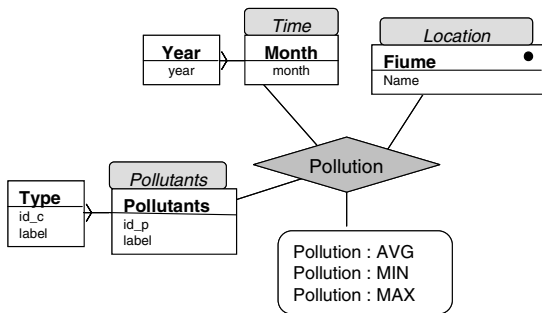 Time
Year
year
Month
month
Location
Fiume
Name
Pollution
Pollutants
Type
id_c
label
Pollutants
id_p
label
Pollution : AVG
Pollution : MIN
Pollution : MAX